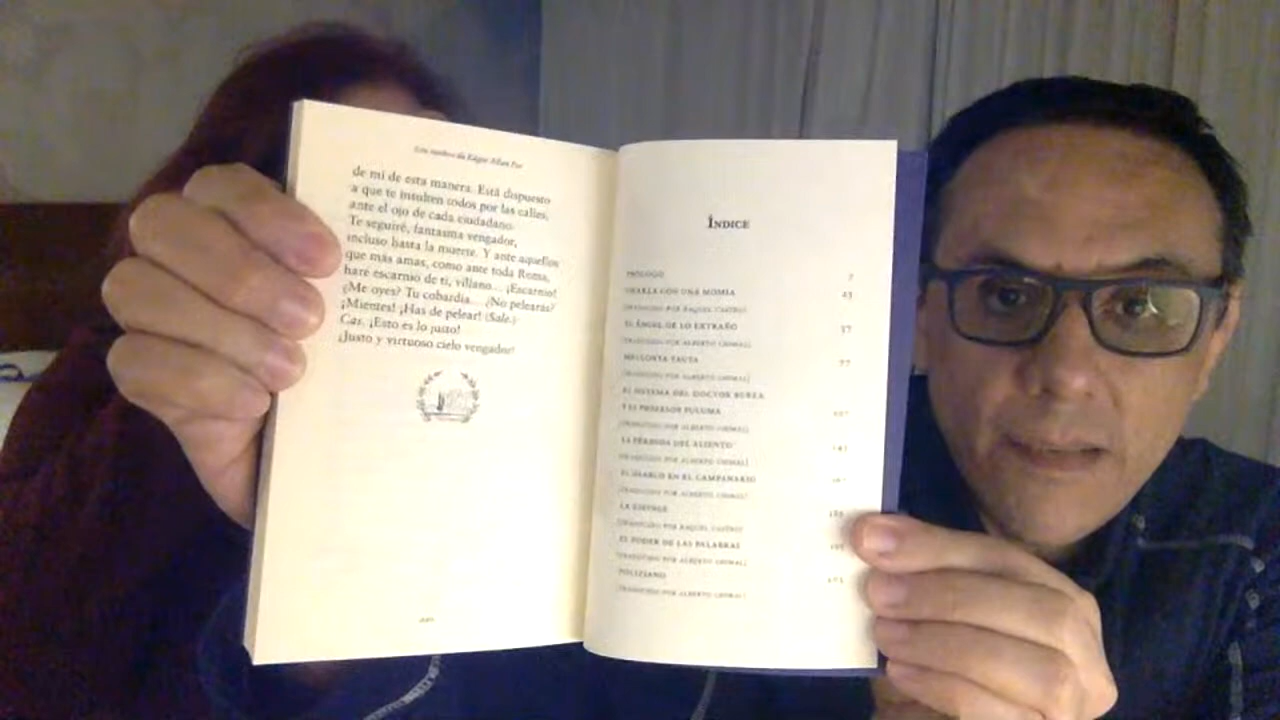 Este sombra de Edgar Allan Poe
de mí de esta manera. Está dispuesto
a que te insulten todos por las calles,
ante el ojo de cada ciudadano.
Te seguiré, fantasma vengador,
incluso hasta la muerte. Y ante aquellos
que más amas, como ante toda Roma,
haré escarnio de ti, villano... ¡Escarnio!
¿Me oyes? Tu cobardía... ¿No pelearás?
¡Mientes! ¡Has de pelear! (Sale.)
Cas. ¡Esto es lo justo!
¡Justo y virtuoso cielo vengador!
ÍNDICE
PRÓLOGO 7
CHARLA CON UNA MOMIA 23
[TRADUCIDO POR RAQUEL CASTRO]
EL ÁNGEL DE LO EXTRAÑO 57
[TRADUCIDO POR ALBERTO CHIMAL]
MELLONTA TAUTA 77
[TRADUCIDO POR ALBERTO CHIMAL]
EL SISTEMA DEL DOCTOR BUREA
Y EL PROFESOR PULUMA
[TRADUCIDO POR ALBERTO CHIMAL]
LA PÉRDIDA DEL ALIENTO
[TRADUCIDO POR ALBERTO CHIMAL]
EL DIABLO EN EL CAMPANARIO
[TRADUCIDO POR ALBERTO CHIMAL]
LA ESFINGE
[TRADUCIDO POR RAQUEL CASTRO]
EL PODER DE LAS PALABRAS
[TRADUCIDO POR ALBERTO CHIMAL]
POLIZIANO
[TRADUCIDO POR ALBERTO CHIMAL]